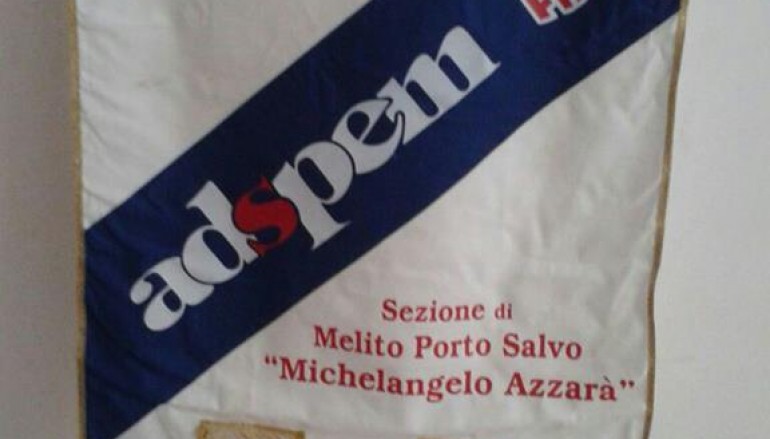 adspem
Sezione di
Melito Porto Salvo
"Michelangelo Azzarà"